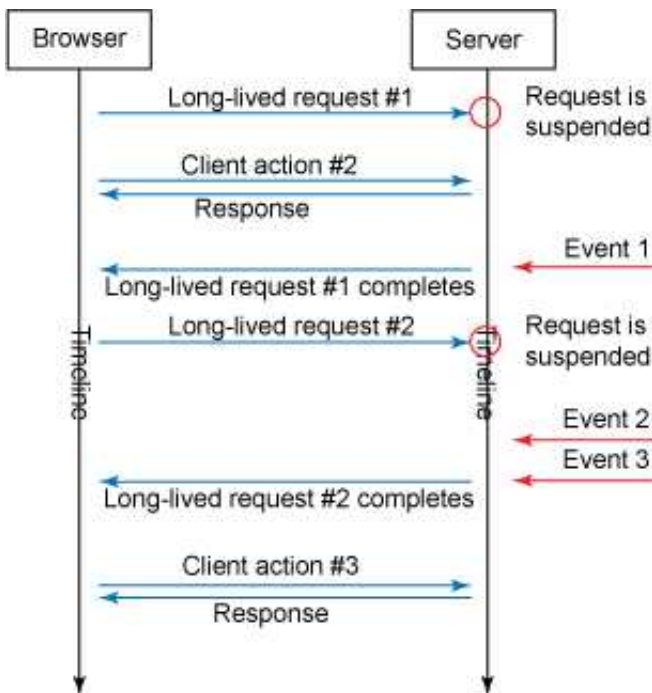 Browser
Server
Long-lived request #1
Request is
suspended
Client action #2
Response
Event 1
Long-lived request #1 completes
Long-lived request #2
Request is
suspended
Timeline
Timeline
Event 2
Event 3
Long-lived request #2 completes
Client action #3
Response